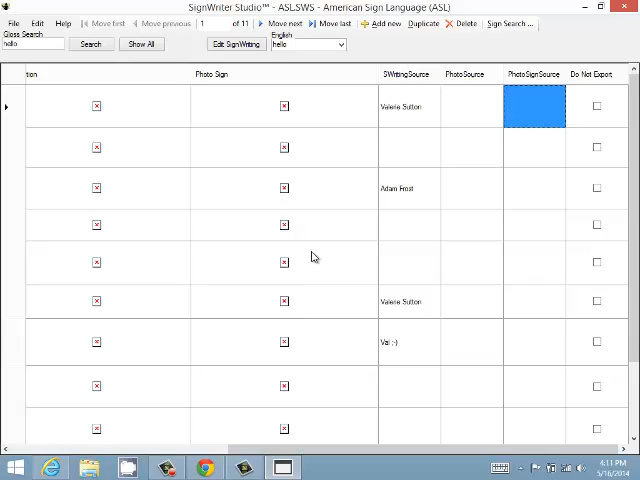 SignWriter Studio™ - ASLSWS - American Sign Language (ASL)
File Edit Help Move first Move previous 1 of 11 Move next Move last Add new Duplicate Delete Sign Search ...
Gloss Search
hello Search Show All Edit SignWriting
English
hello
tion Photo Sign SWritingSource PhotoSource PhotoSignSource Do Not Export
Valerie Sutton
Adam Frost
Valerie Sutton
Val ;-)
4:11 PM
5/16/2014